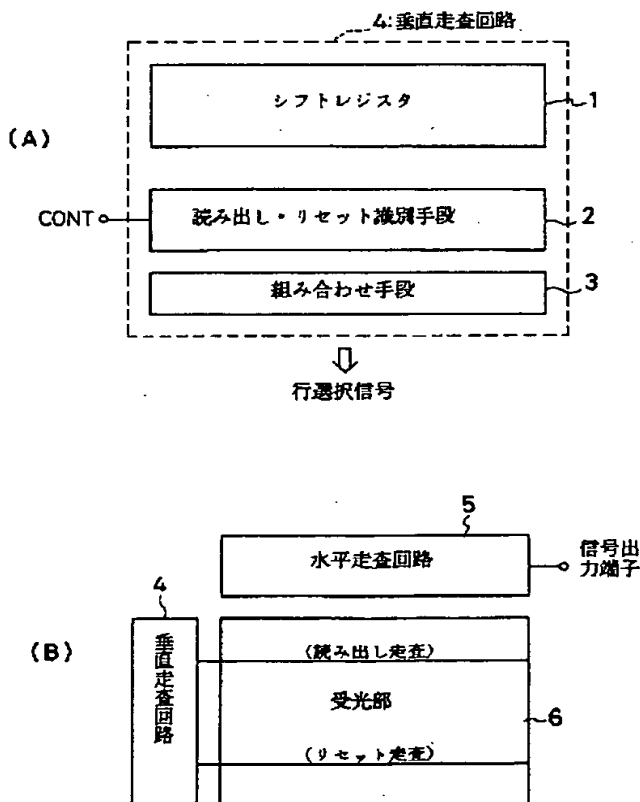 4:垂直走査回路
(A)
シフトレジスタ
1
CONT
読み出し・リセット識別手段
2
組み合わせ手段
3
行選択信号
5
水平走査回路
信号出
力端子
4
(B)
垂直走査回路
(読み出し走査)
受光部
6
(リセット走査)